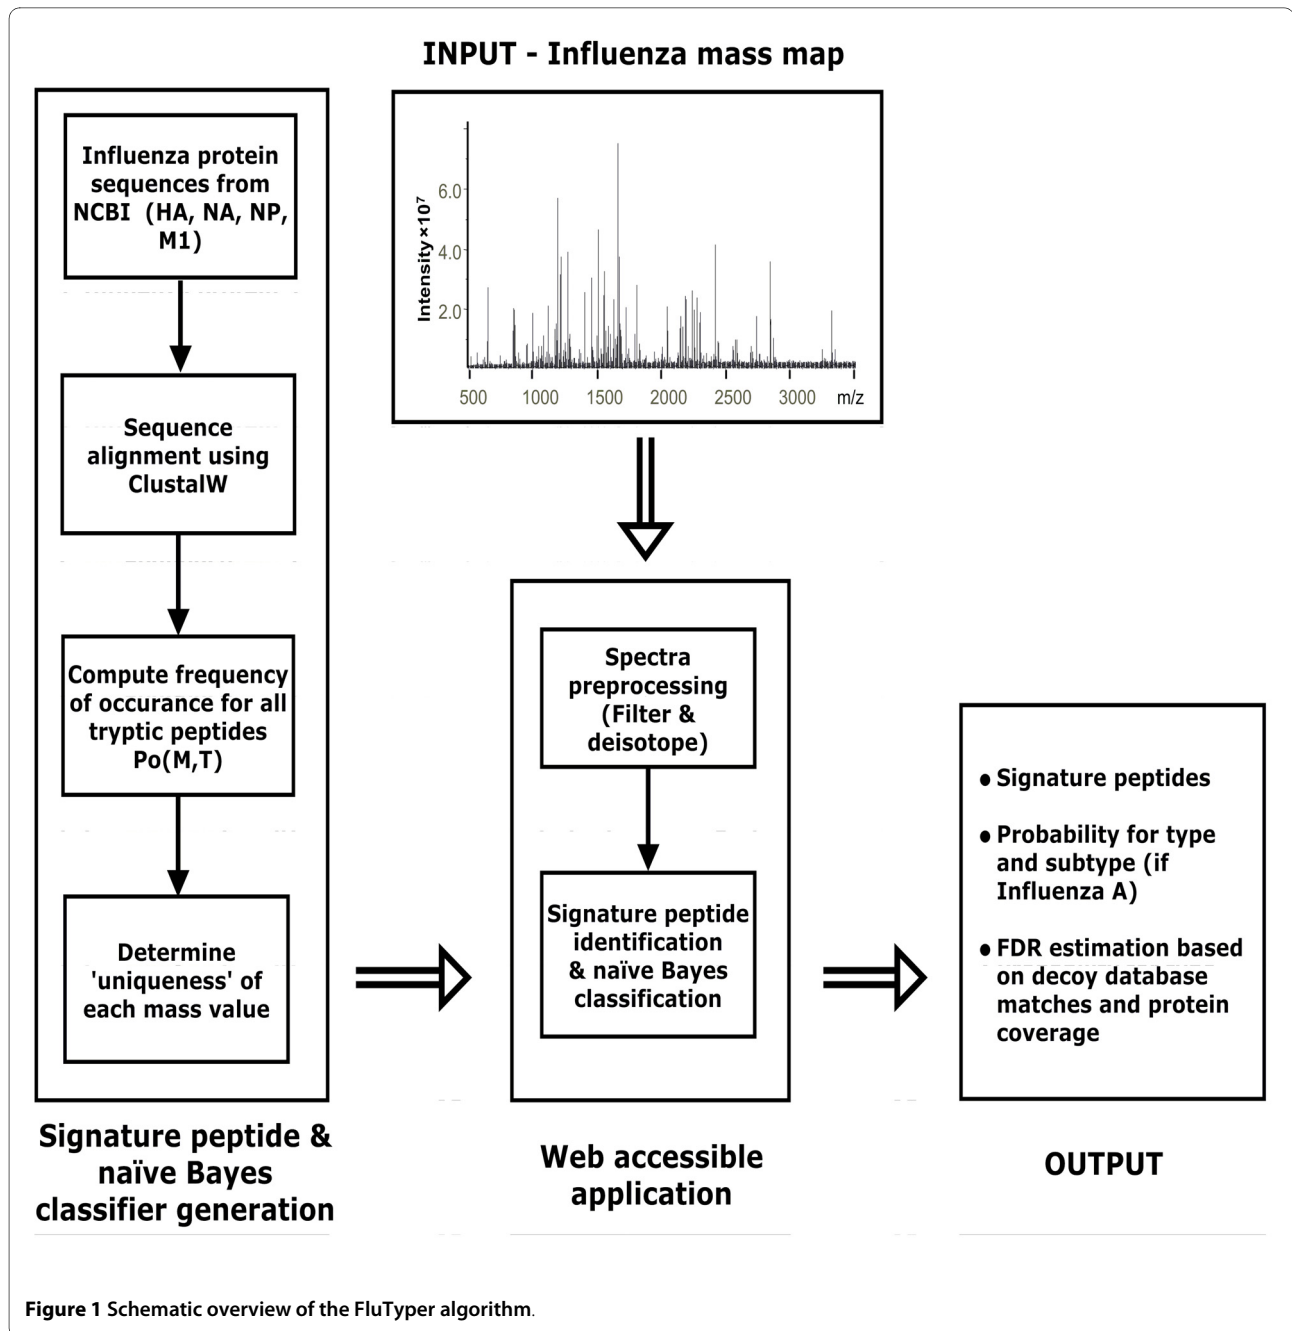 INPUT - Influenza mass map
Influenza protein
sequences from
NCBI (HA, NA, NP,
M1)
Sequence
alignment using
ClustalW
Compute frequency
of occurance for all
tryptic peptides
Po(M,T)
Determine
'uniqueness' of
each mass value
Signature peptide &
naïve Bayes
classifier generation
Intensity×10⁷
6.0
4.0
2.0
500 1000 1500 2000 2500 3000 m/z
Spectra
preprocessing
(Filter &
deisotope)
Signature peptide
identification
& naïve Bayes
classification
Web accessible
application
• Signature peptides
• Probability for type
and subtype (if
Influenza A)
• FDR estimation based
on decoy database
matches and protein
coverage
OUTPUT
Figure 1 Schematic overview of the FluTyper algorithm.